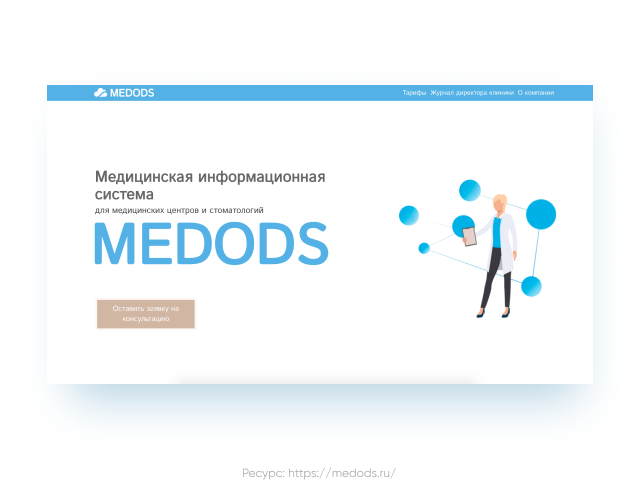 MEDODS
Тарифы Журнал директора клиники О компании
Медицинская информационная
система
для медицинских центров и стоматологий
MEDODS
Оставить заявку на
консультацию
Ресурс: https://medods.ru/